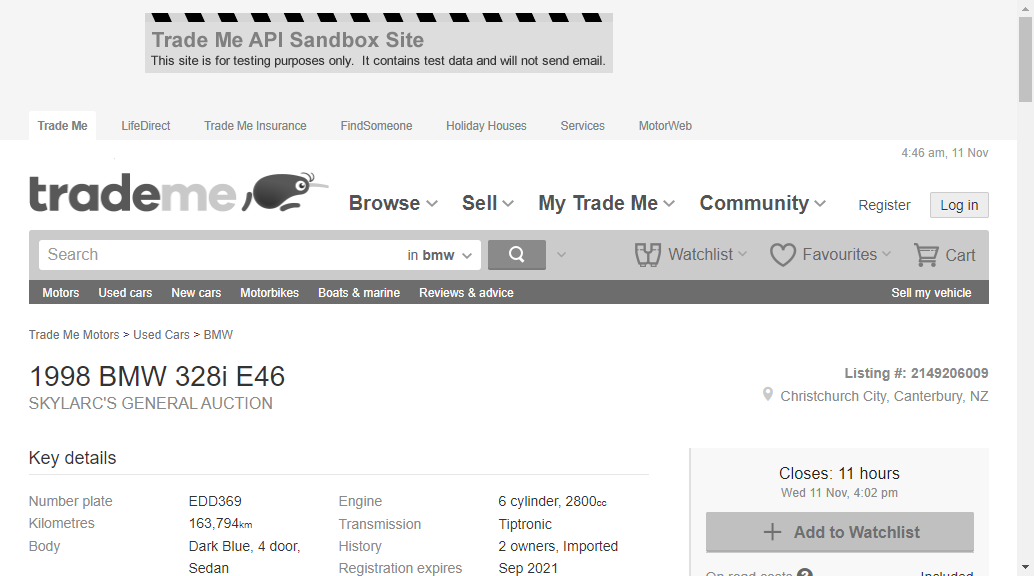 Trade Me API Sandbox Site
This site is for testing purposes only. It contains test data and will not send email.
Trade Me LifeDirect Trade Me Insurance FindSomeone Holiday Houses Services MotorWeb
4:46 am, 11 Nov
trademe
Browse Sell My Trade Me Community Register Log in
Search in bmw Watchlist Favourites Cart
Motors Used cars New cars Motorbikes Boats & marine Reviews & advice Sell my vehicle
Trade Me Motors > Used Cars > BMW
1998 BMW 328i E46
SKYLARC'S GENERAL AUCTION
Listing #: 2149206009
Christchurch City, Canterbury, NZ
Key details
Number plate EDD369
Kilometres 163,794km
Body Dark Blue, 4 door,
Sedan
Engine 6 cylinder, 2800cc
Transmission Tiptronic
History 2 owners, Imported
Registration expires Sep 2021
Closes: 11 hours
Wed 11 Nov, 4:02 pm
+ Add to Watchlist
On road costs ? Included